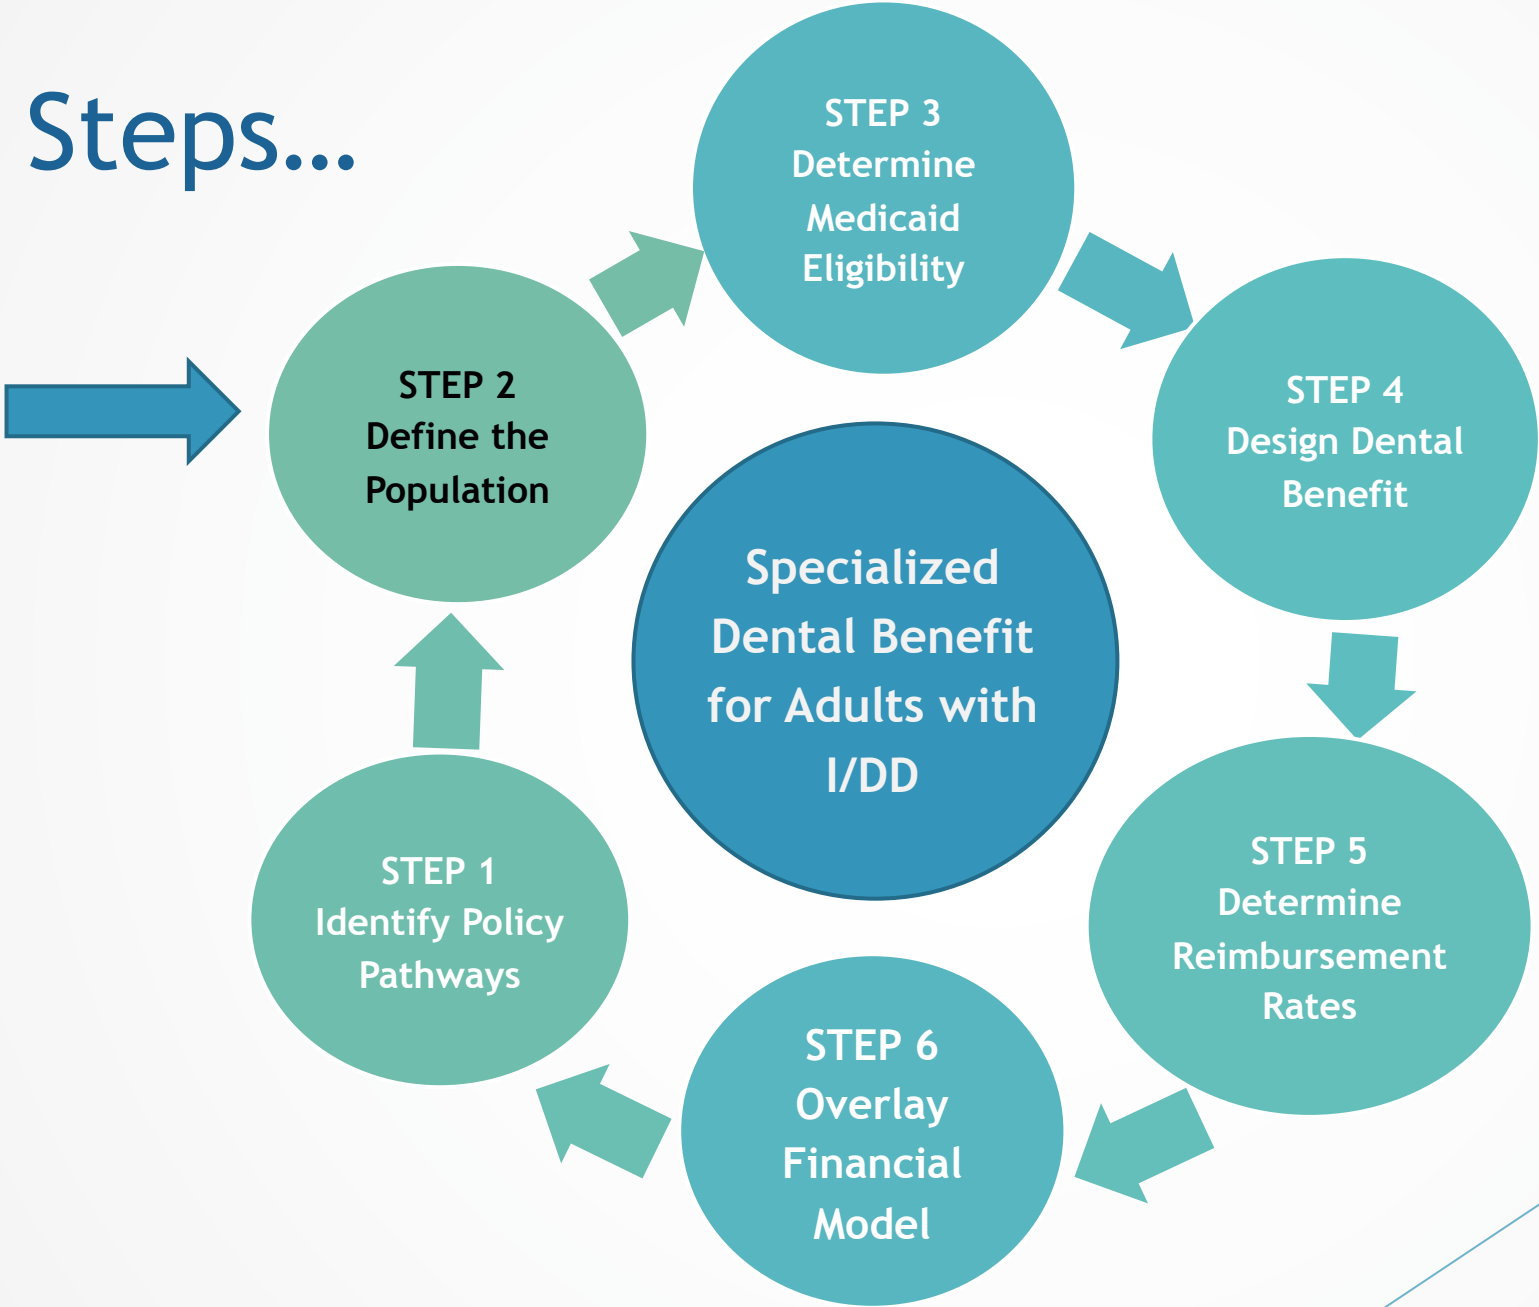 Steps...
STEP 1
Identify Policy
Pathways
STEP 2
Define the
Population
STEP 3
Determine
Medicaid
Eligibility
STEP 4
Design Dental
Benefit
STEP 5
Determine
Reimbursement
Rates
STEP 6
Overlay
Financial
Model
Specialized
Dental Benefit
for Adults with
I/DD